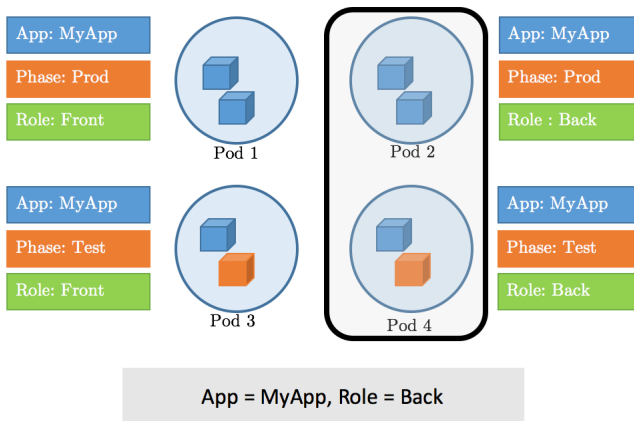 App: MyApp
Phase: Prod
Role: Front
Pod 1
Pod 2
App: MyApp
Phase: Prod
Role : Back
App: MyApp
Phase: Test
Role: Front
Pod 3
Pod 4
App: MyApp
Phase: Test
Role: Back
App = MyApp, Role = Back